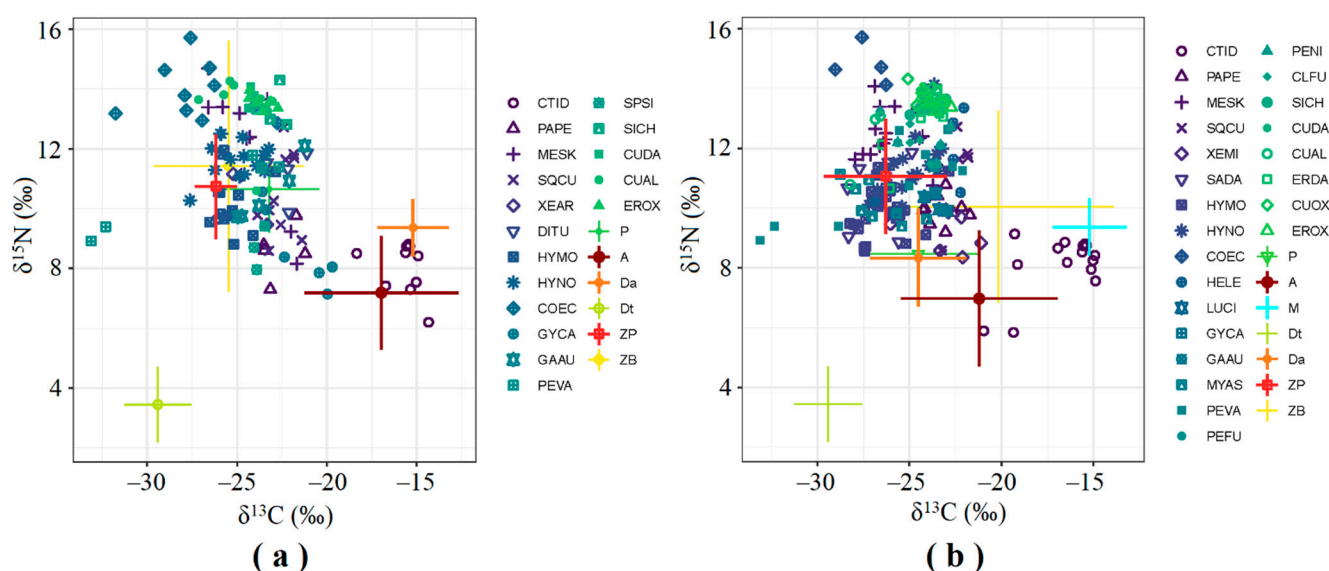 (a)
16
12
8
4
δ15N (‰)
−30 −25 −20 −15
δ13C (‰)
CTID SPSI
PAPE SICH
MESK CUDA
SQCU CUAL
XEAR EROX
DITU P
HYMO A
HYNO Da
COEC Dt
GYCA ZP
GAAU ZB
PEVA
( a )
(b)
16
12
8
4
δ15N (‰)
−30 −25 −20 −15
δ13C (‰)
CTID PENI
PAPE CLFU
MESK SICH
SQCU CUDA
XEMI CUAL
SADA ERDA
HYMO CUOX
HYNO EROX
COEC P
HELE A
LUCI M
GYCA Dt
GAAU Da
MYAS ZP
PEVA ZB
PEFU
( b )